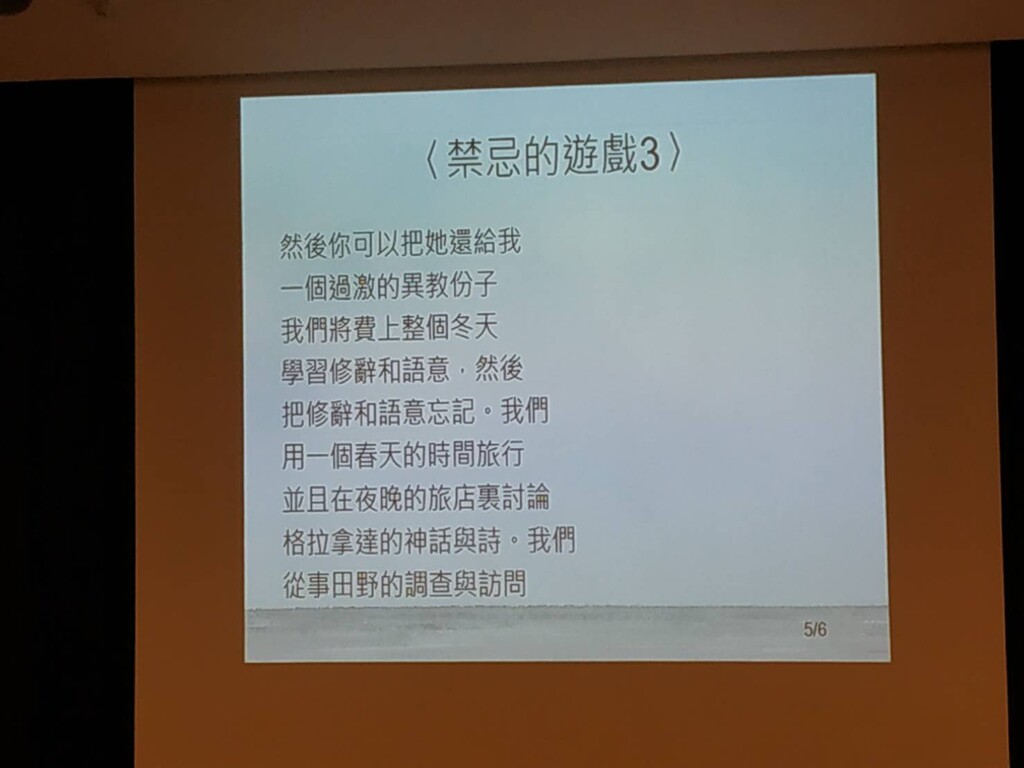 〈禁忌的遊戲3〉
然後你可以把她還給我
一個過激的異教份子
我們將費上整個冬天
學習修辭和語意，然後
把修辭和語意忘記。我們
用一個春天的時間旅行
並且在夜晚的旅店裏討論
格拉拿達的神話與詩。我們
從事田野的調查與訪問
5/6